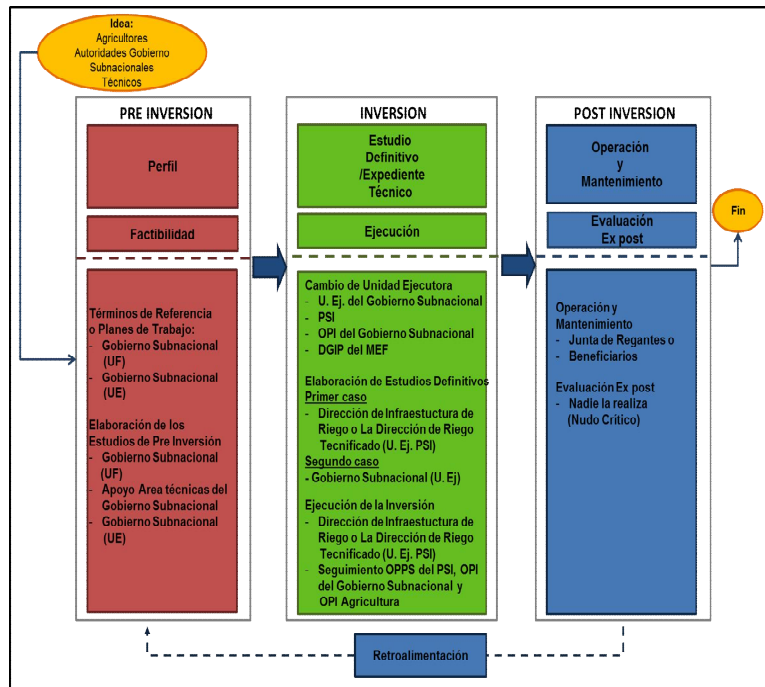 Idea:
Agricultores
Autoridades Gobierno
Subnacionales
Técnicos
PRE INVERSION
Perfil
Factibilidad
Términos de Referencia
o Planes de Trabajo:
- Gobierno Subnacional
(UF)
- Gobierno Subnacional
(UE)
Elaboración de los
Estudios de Pre Inversión
- Gobierno Subnacional
(UF)
- Apoyo Area técnicas del
Gobierno Subnacional
- Gobierno Subnacional
(UE)
INVERSION
Estudio
Definitivo
/Expediente
Técnico
Ejecución
Cambio de Unidad Ejecutora
- U. Ej. del Gobierno Subnacional
- PSI
- OPI del Gobierno Subnacional
- DGIP del MEF
Elaboración de Estudios Definitivos
Primer caso
- Dirección de Infraestuctura de
Riego o La Dirección de Riego
Tecnificado (U. Ej. PSI)
Segundo caso
- Gobierno Subnacional (U. Ej)
Ejecución de la Inversión
- Dirección de Infraestuctura de
Riego o La Dirección de Riego
Tecnificado (U. Ej. PSI)
- Seguimiento OPPS del PSI, OPI
del Gobierno Subnacional y
OPI Agricultura
POST INVERSION
Operación
y
Mantenimiento
Evaluación
Ex post
Operación y
Mantenimiento
- Junta de Regantes o
- Beneficiarios
Evaluación Ex post
- Nadie la realiza
(Nudo Critico)
Fin
Retroalimentación